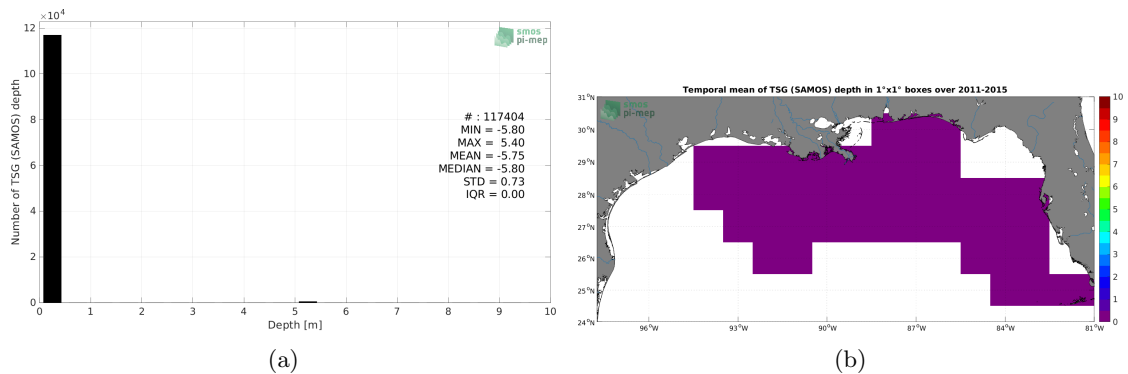 ×10⁴
12
10
8
6
4
2
0
Number of TSG (SAMOS) depth
smos
pi-mep
# : 117404
MIN = -5.80
MAX = 5.40
MEAN = -5.75
MEDIAN = -5.80
STD = 0.73
IQR = 0.00
0 1 2 3 4 5 6 7 8 9 10
Depth [m]
(a)
Temporal mean of TSG (SAMOS) depth in 1°x1° boxes over 2011-2015
smos
pi-mep
31°N
30°N
29°N
28°N
27°N
26°N
25°N
24°N
96°W 93°W 90°W 87°W 84°W 81°W
10
9
8
7
6
5
4
3
2
1
0
(b)